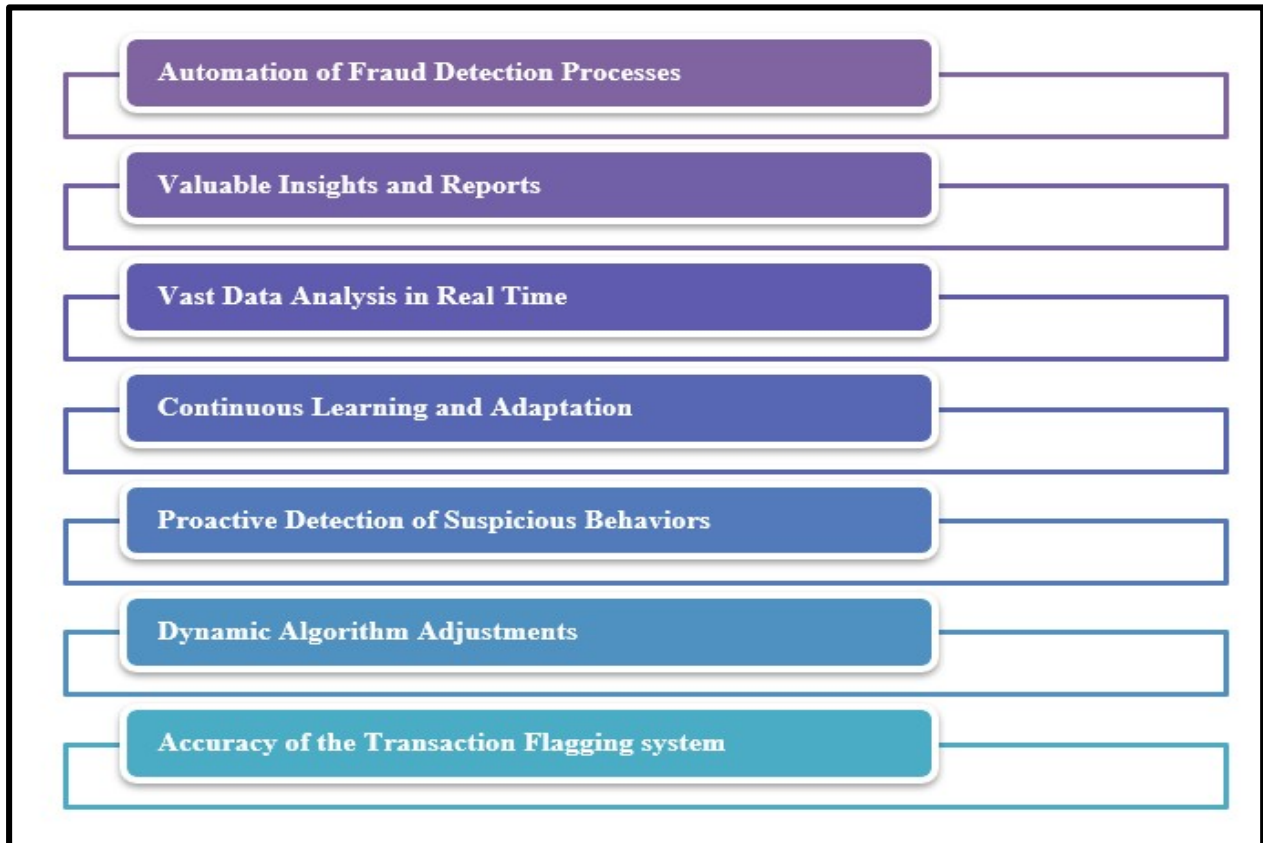 Automation of Fraud Detection Processes
Valuable Insights and Reports
Vast Data Analysis in Real Time
Continuous Learning and Adaptation
Proactive Detection of Suspicious Behaviors
Dynamic Algorithm Adjustments
Accuracy of the Transaction Flagging system